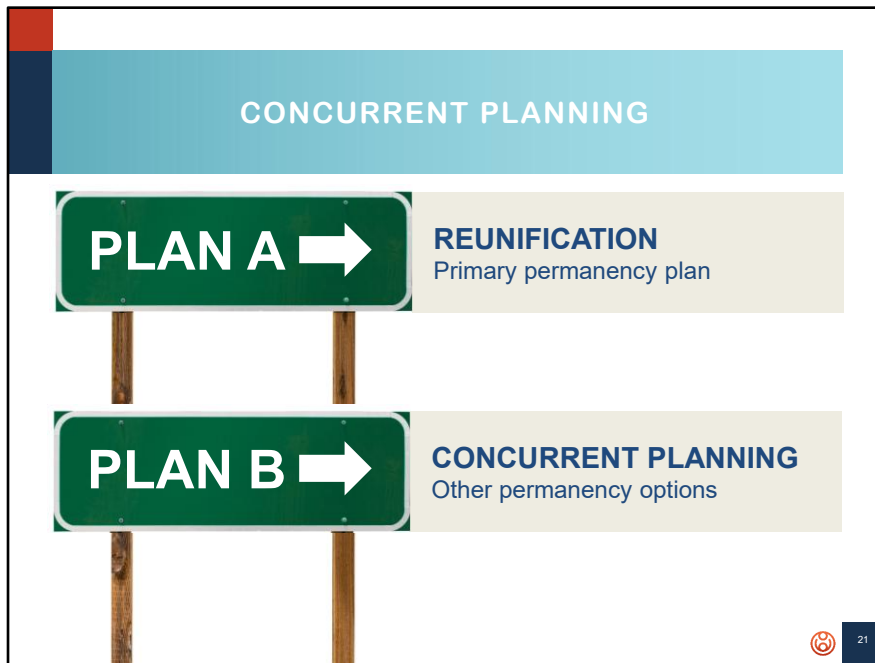 CONCURRENT PLANNING
PLAN A
REUNIFICATION
Primary permanency plan
PLAN B
CONCURRENT PLANNING
Other permanency options
21